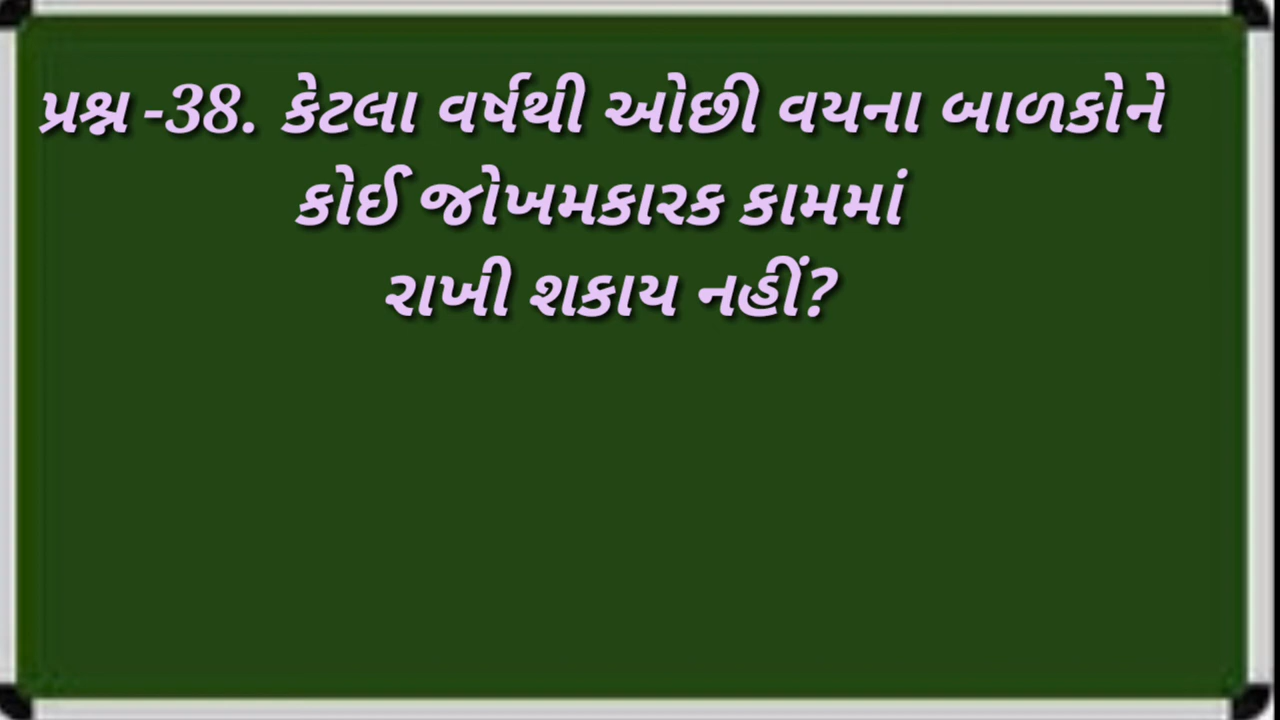 પ્રશ્ન -38. કેટલા વર્ષથી ઓછી વયના બાળકોને
કોઈ જોખમકારક કામમાં
રાખી શકાય નહીં?